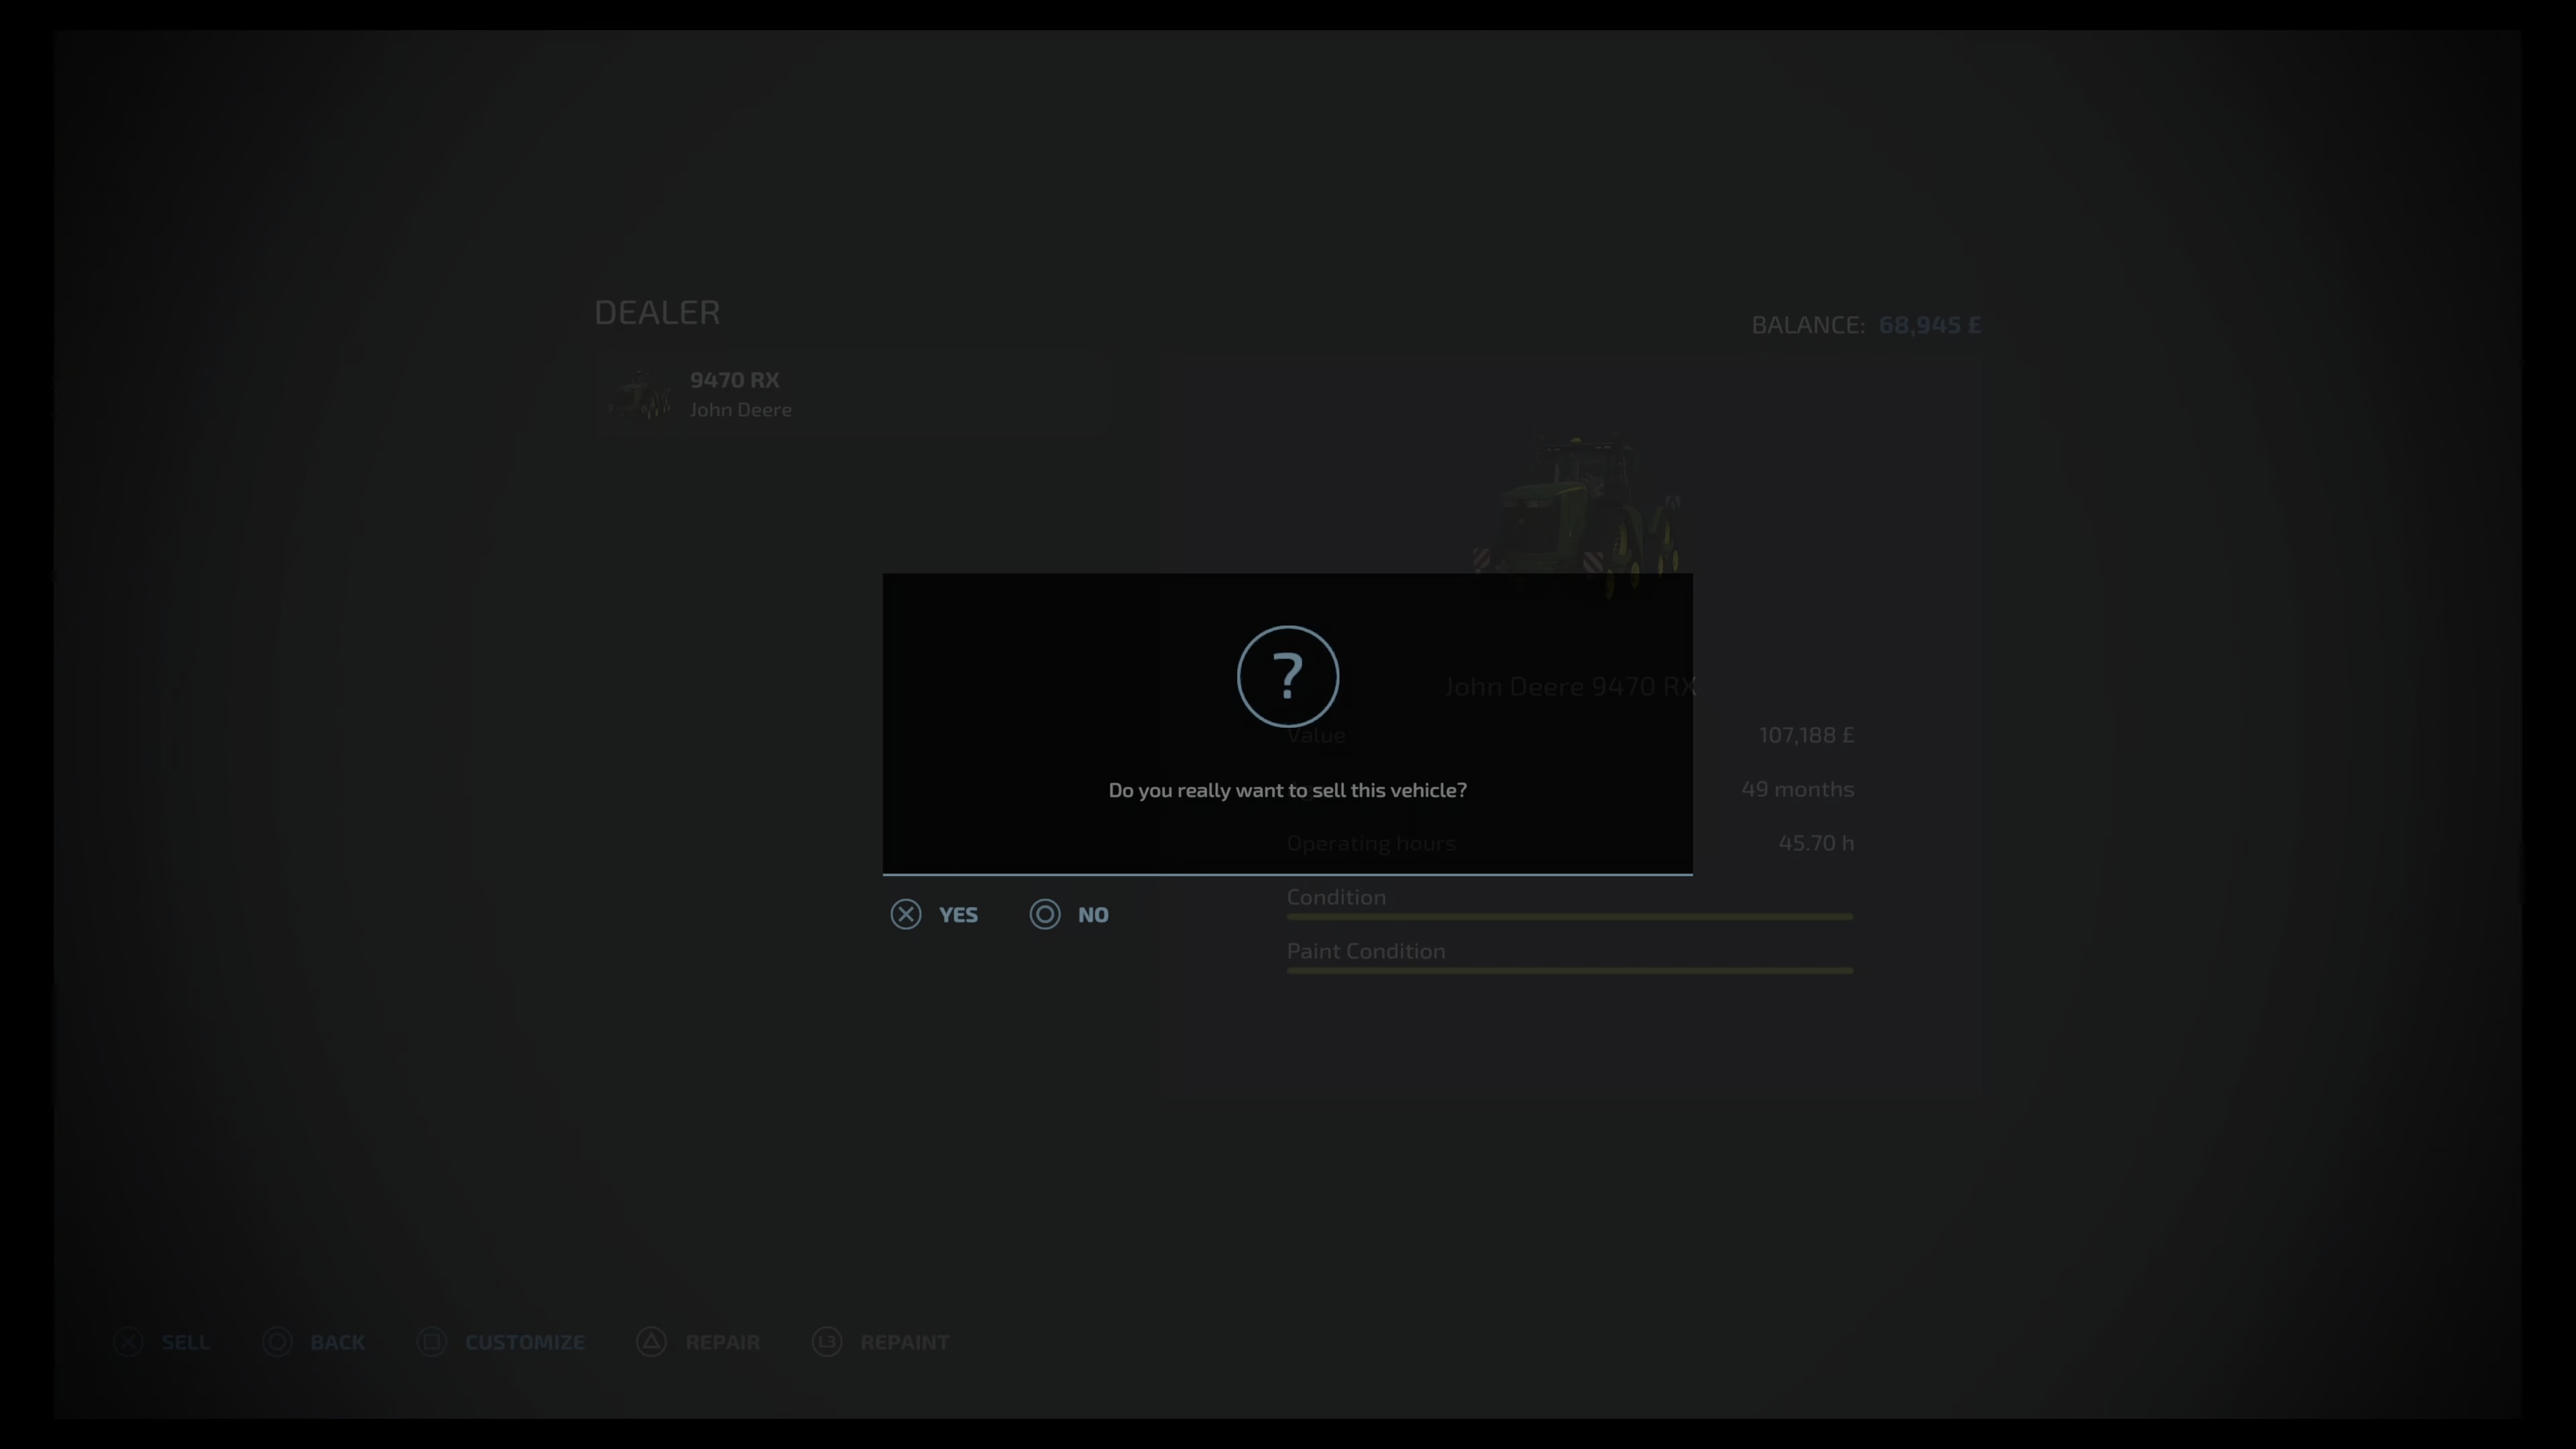 DEALER
BALANCE: 68,945 £
9470 RX
John Deere
?
John Deere 9470 RX
Value 107,188 £
Do you really want to sell this vehicle?
49 months
Operating hours 45.70 h
Condition
YES NO
Paint Condition
SELL BACK CUSTOMIZE REPAIR L3 REPAINT